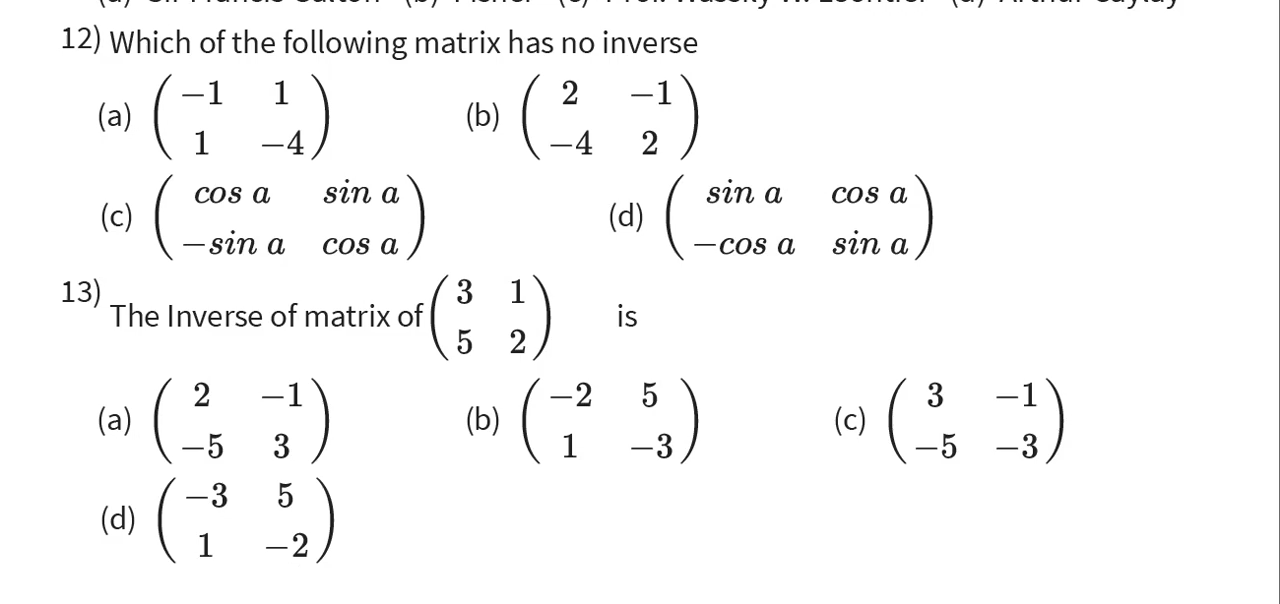 12) Which of the following matrix has no inverse
(a) ( −1 1 ; 1 −4 ) (b) ( 2 −1 ; −4 2 )
(c) ( cos a sin a ; −sin a cos a ) (d) ( sin a cos a ; −cos a sin a )
13) The Inverse of matrix of ( 3 1 ; 5 2 ) is
(a) ( 2 −1 ; −5 3 ) (b) ( −2 5 ; 1 −3 ) (c) ( 3 −1 ; −5 −3 )
(d) ( −3 5 ; 1 −2 )